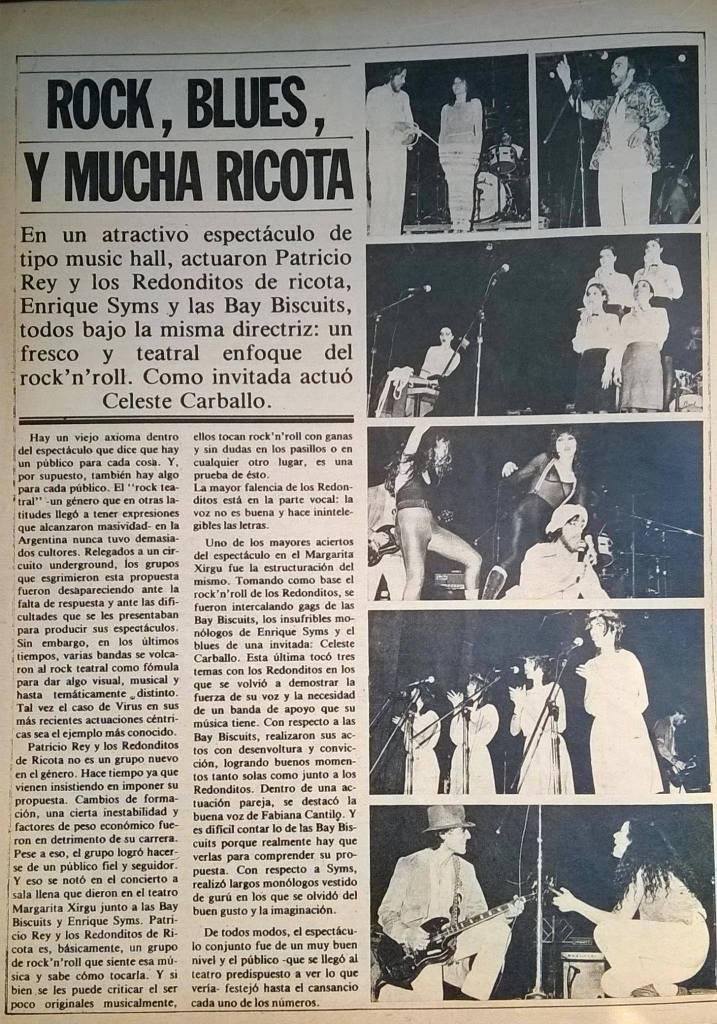 ROCK, BLUES,
Y MUCHA RICOTA
En un atractivo espectáculo de
tipo music hall, actuaron Patricio
Rey y los Redonditos de ricota,
Enrique Syms y las Bay Biscuits,
todos bajo la misma directriz: un
fresco y teatral enfoque del
rock'n'roll. Como invitada actuó
Celeste Carballo.
Hay un viejo axioma dentro
del espectáculo que dice que hay
un público para cada cosa. Y,
por supuesto, también hay algo
para cada público. El "rock tea-
tral" -un género que en otras la-
titudes llegó a tener expresiones
que alcanzaron masividad- en la
Argentina nunca tuvo demasia-
dos cultores. Relegados a un cir-
cuito underground, los grupos
que esgrimieron esta propuesta
fueron desapareciendo ante la
falta de respuesta y ante las difi-
cultades que se les presentaban
para producir sus espectáculos.
Sin embargo, en los últimos
tiempos, varias bandas se volca-
ron al rock teatral como fómula
para dar algo visual, musical y
hasta temáticamente distinto.
Tal vez el caso de Virus en sus
más recientes actuaciones céntri-
cas sea el ejemplo más conocido.
Patricio Rey y los Redonditos
de Ricota no es un grupo nuevo
en el género. Hace tiempo ya que
vienen insistiendo en imponer su
propuesta. Cambios de forma-
ción, una cierta inestabilidad y
factores de peso económico fue-
ron en detrimento de su carrera.
Pese a eso, el grupo logró hacer-
se de un público fiel y seguidor.
Y eso se notó en el concierto a
sala llena que dieron en el teatro
Margarita Xirgu junto a las Bay
Biscuits y Enrique Syms. Patri-
cio Rey y los Redonditos de Ri-
cota es, básicamente, un grupo
de rock'n'roll que siente esa mú-
sica y sabe cómo tocarla. Y si
bien se les puede criticar el ser
poco originales musicalmente,
ellos tocan rock'n'roll con ganas
y sin dudas en los pasillos o en
cualquier otro lugar, es una
prueba de ésto.
La mayor falencia de los Redon-
ditos está en la parte vocal: la
voz no es buena y hace ininteле-
gibles las letras.
Uno de los mayores aciertos
del espectáculo en el Margarita
Xirgu fue la estructuración del
mismo. Tomando como base el
rock'n'roll de los Redonditos, se
fueron intercalando gags de las
Bay Biscuits, los insufribles mo-
nólogos de Enrique Syms y el
blues de una invitada: Celeste
Carballo. Esta última tocó tres
temas con los Redonditos en los
que se volvió a demostrar la
fuerza de su voz y la necesidad
de un banda de apoyo que su
música tiene. Con respecto a las
Bay Biscuits, realizaron sus ac-
tos con desenvoltura y convic-
ción, logrando buenos momen-
tos tanto solas como junto a los
Redonditos. Dentro de una ac-
tuación pareja, se destacó la
buena voz de Fabiana Cantilo. Y
es difícil contar lo de las Bay Bis-
cuits porque realmente hay que
verlas para comprender su pro-
puesta. Con respecto a Syms,
realizó largos monólogos vestido
de gurú en los que se olvidó del
buen gusto y la imaginación.
De todos modos, el espectácu-
lo conjunto fue de un muy buen
nivel y el público -que se llegó al
teatro predispuesto a ver lo que
vería- festejó hasta el cansancio
cada uno de los números.